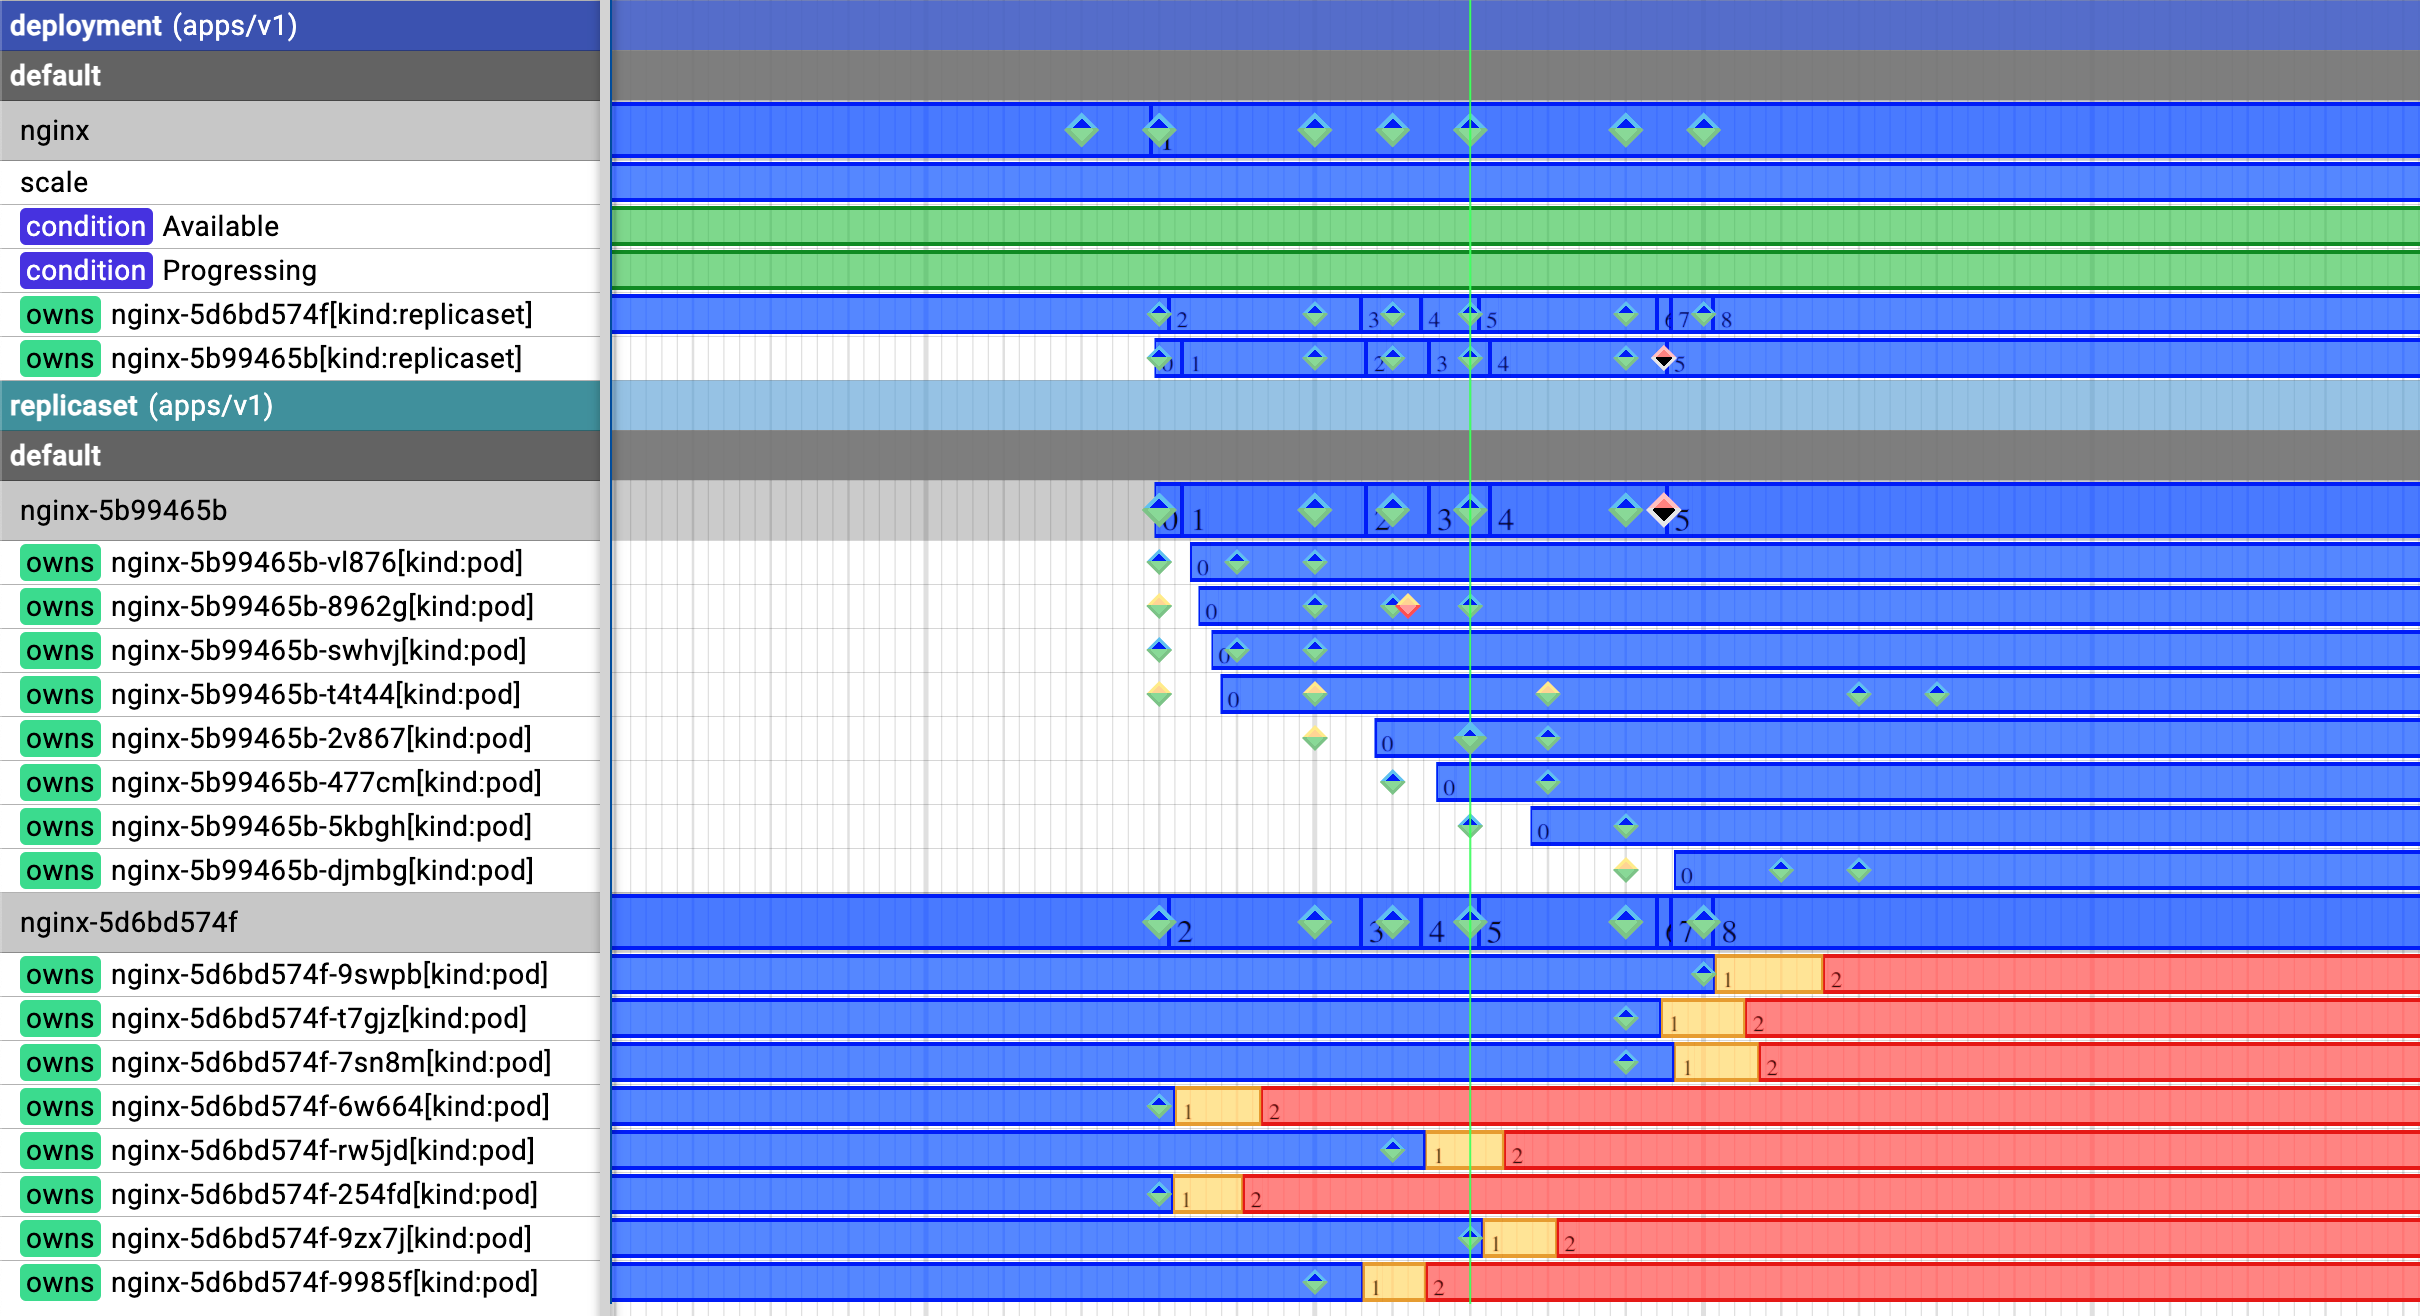 deployment (apps/v1)
default
nginx
1
scale
condition Available
condition Progressing
owns nginx-5d6bd574f[kind:replicaset]
2 3 4 5 7 8
owns nginx-5b99465b[kind:replicaset]
0 1 2 3 4 5
replicaset (apps/v1)
default
nginx-5b99465b
0 1 2 3 4 5
owns nginx-5b99465b-vl876[kind:pod]
0
owns nginx-5b99465b-8962g[kind:pod]
0
owns nginx-5b99465b-swhvj[kind:pod]
0
owns nginx-5b99465b-t4t44[kind:pod]
0
owns nginx-5b99465b-2v867[kind:pod]
0
owns nginx-5b99465b-477cm[kind:pod]
0
owns nginx-5b99465b-5kbgh[kind:pod]
0
owns nginx-5b99465b-djmbg[kind:pod]
0
nginx-5d6bd574f
2 3 4 5 7 8
owns nginx-5d6bd574f-9swpb[kind:pod]
1 2
owns nginx-5d6bd574f-t7gjz[kind:pod]
1 2
owns nginx-5d6bd574f-7sn8m[kind:pod]
1 2
owns nginx-5d6bd574f-6w664[kind:pod]
1 2
owns nginx-5d6bd574f-rw5jd[kind:pod]
1 2
owns nginx-5d6bd574f-254fd[kind:pod]
1 2
owns nginx-5d6bd574f-9zx7j[kind:pod]
1 2
owns nginx-5d6bd574f-9985f[kind:pod]
1 2